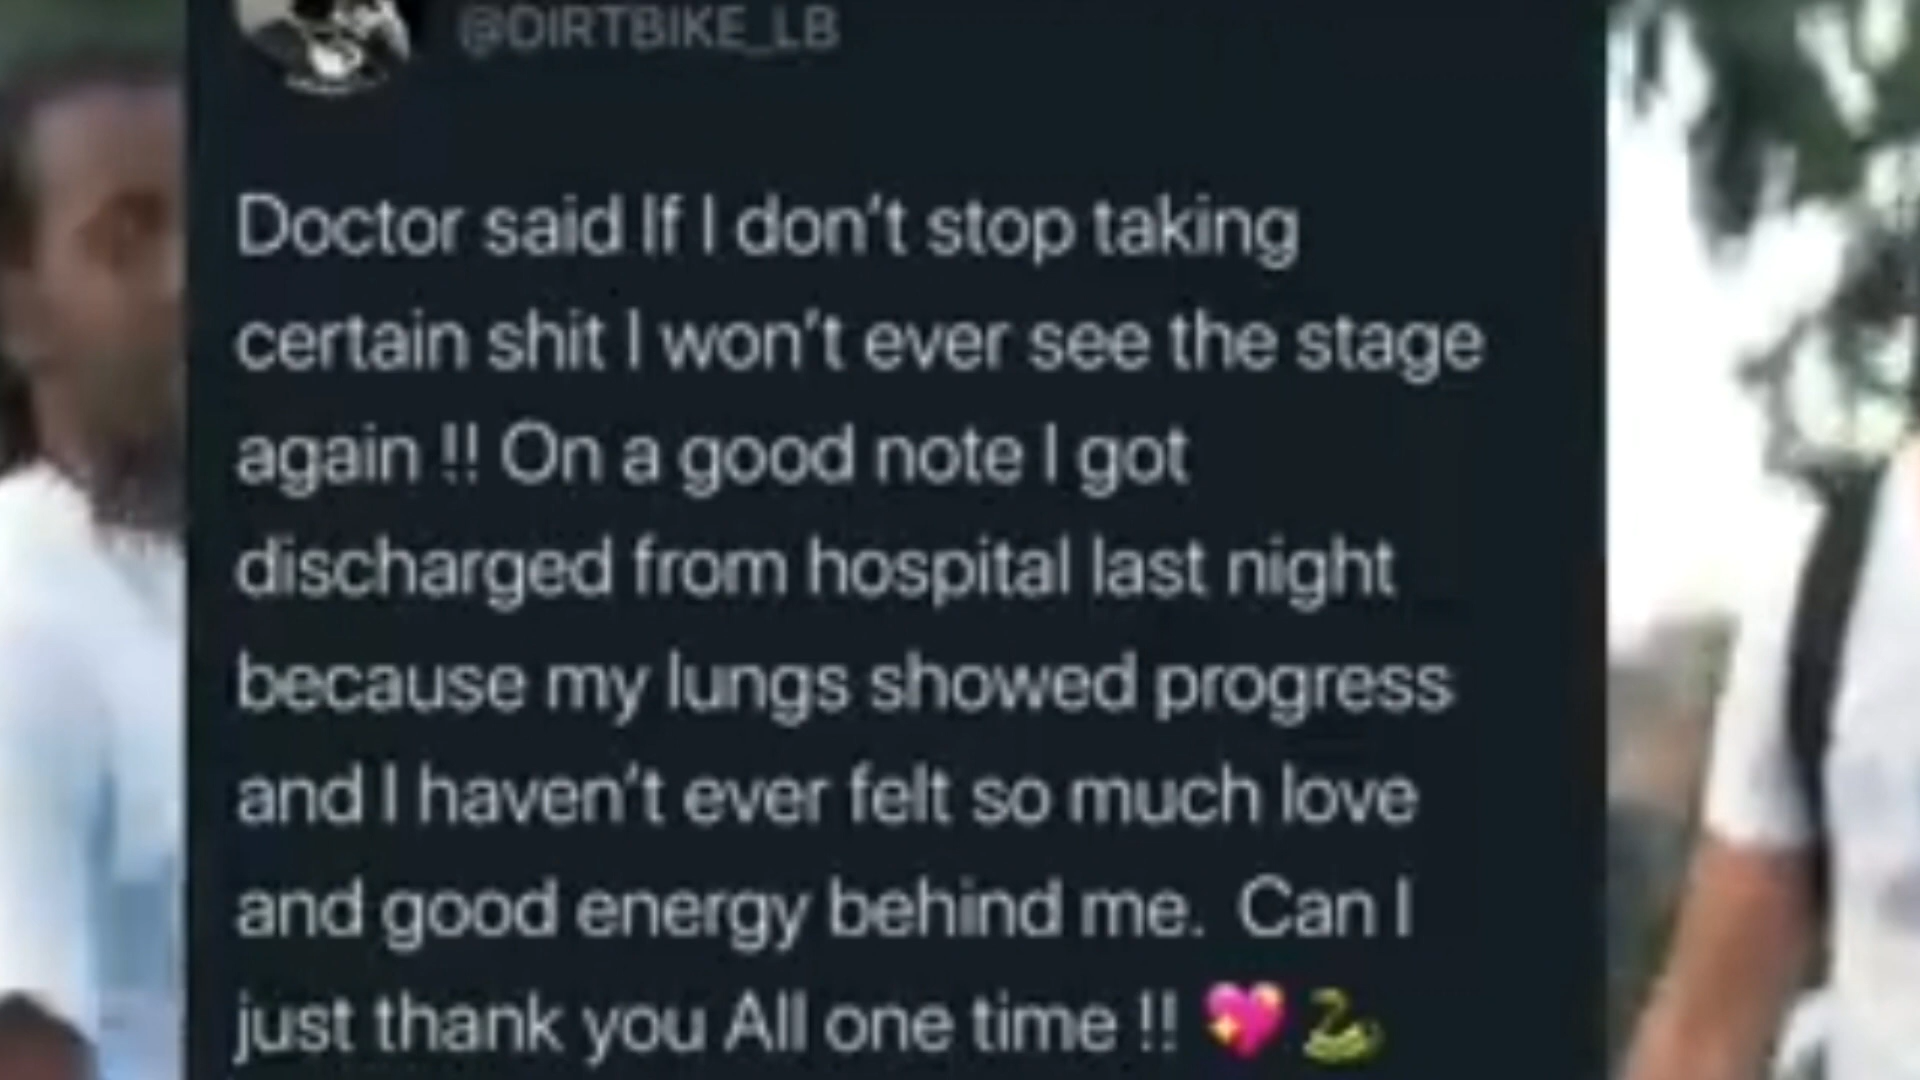 @DIRTBIKE_LB
Doctor said If I don't stop taking
certain shit I won't ever see the stage
again !! On a good note I got
discharged from hospital last night
because my lungs showed progress
and I haven't ever felt so much love
and good energy behind me. Can I
just thank you All one time !! 💖🐍